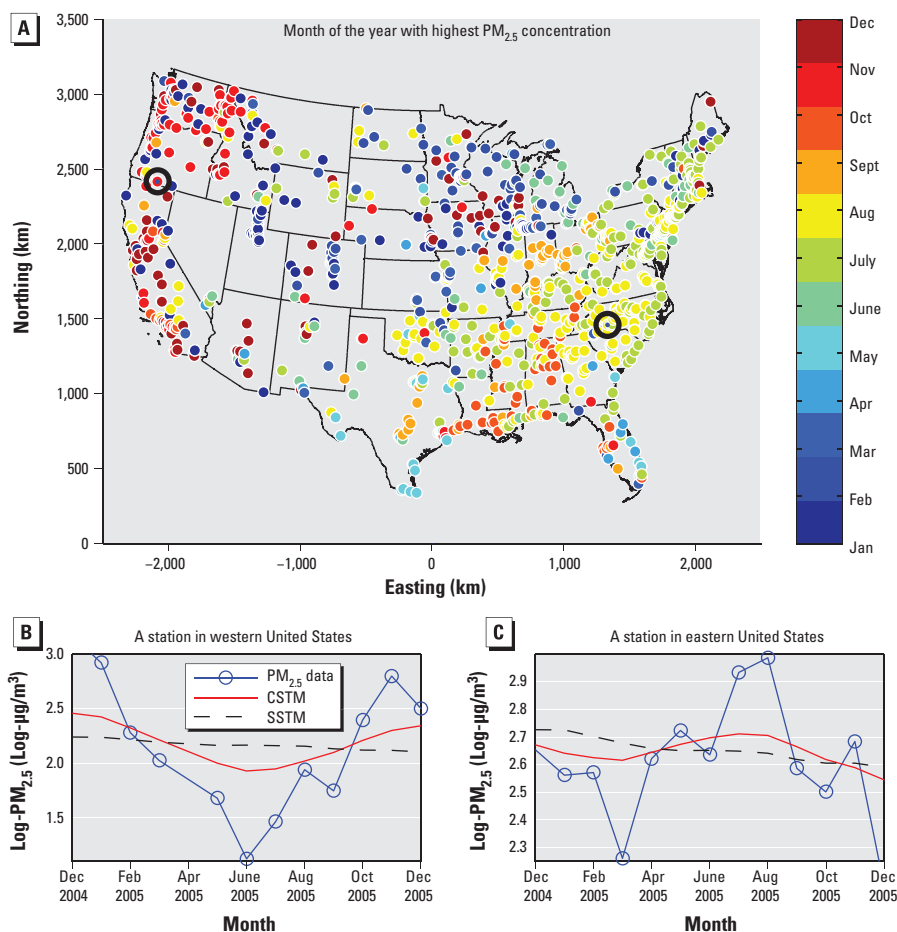 A
Month of the year with highest PM2.5 concentration
3,500
3,000
2,500
2,000
1,500
1,000
500
0
Northing (km)
−2,000
−1,000
0
1,000
2,000
Easting (km)
Dec
Nov
Oct
Sept
Aug
July
June
May
Apr
Mar
Feb
Jan
B
A station in western United States
3.0
2.5
2.0
1.5
Log-PM2.5 (Log-μg/m3)
PM2.5 data
CSTM
SSTM
Dec 2004
Feb 2005
Apr 2005
June 2005
Aug 2005
Oct 2005
Dec 2005
Month
C
A station in eastern United States
2.9
2.8
2.7
2.6
2.5
2.4
2.3
Log-PM2.5 (Log-μg/m3)
Dec 2004
Feb 2005
Apr 2005
June 2005
Aug 2005
Oct 2005
Dec 2005
Month